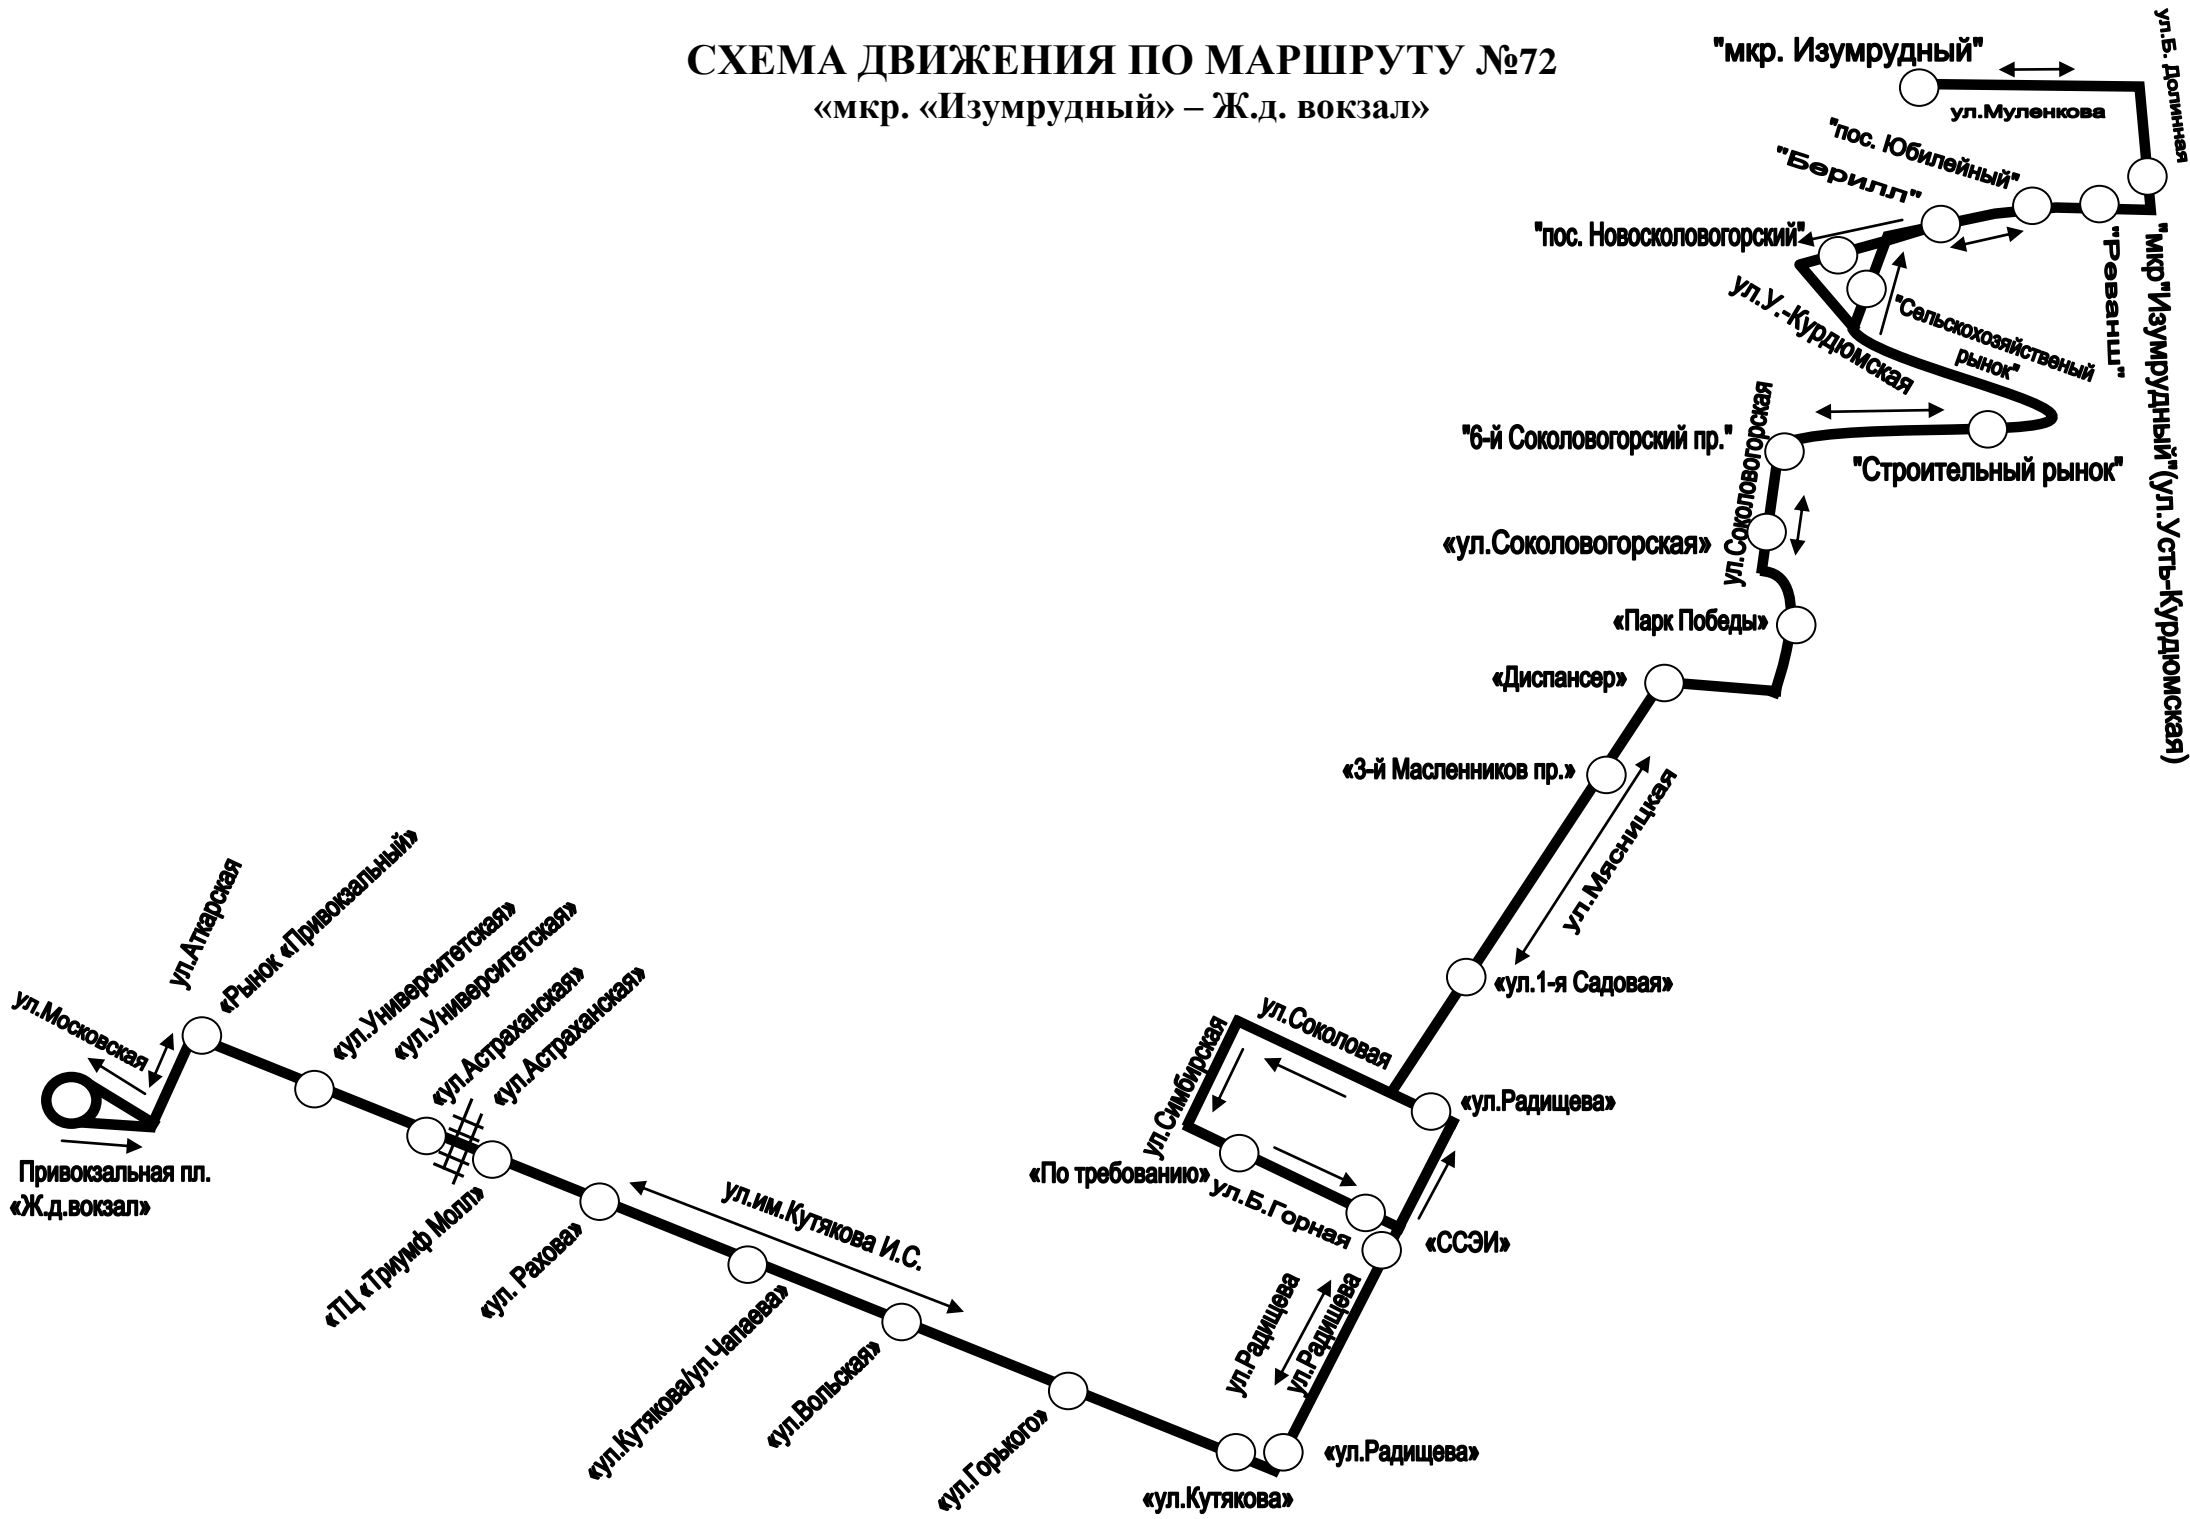 СХЕМА ДВИЖЕНИЯ ПО МАРШРУТУ №72
«мкр. «Изумрудный» – Ж.д. вокзал»
"мкр. Изумрудный"
ул.Б. Долинная
ул.Муленкова
"пос. Юбилейный"
"Берилл"
"пос. Новосколовогорский"
"Реванш"
"мкр"Изумрудный"(ул.Усть-Курдюмская)
ул.У.-Курдюмская
"Сельскохозяйственый
рынок"
ул.Соколовогорская
"6-й Соколовогорский пр."
"Строительный рынок"
«ул.Соколовогорская»
«Парк Победы»
«Диспансер»
«3-й Масленников пр.»
ул.Мясницкая
«ул.1-я Садовая»
ул.Соколовая
ул.Симбирская
«ул.Радищева»
«По требованию»
ул.Б.Горная
«ССЭИ»
ул.Радищева
ул.Радищева
«ул.Радищева»
«ул.Кутякова»
«ул.Горького»
ул.им.Кутякова И.С.
«ул.Вольская»
«ул.Кутякова/ул.Чапаева»
«ул. Рахова»
«ТЦ «Триумф Молл»
«ул.Астраханская»
«ул.Астраханская»
«ул.Университетская»
«ул.Университетская»
«Рынок «Привокзальный»
ул.Аткарская
ул.Московская
Привокзальная пл.
«Ж.д.вокзал»